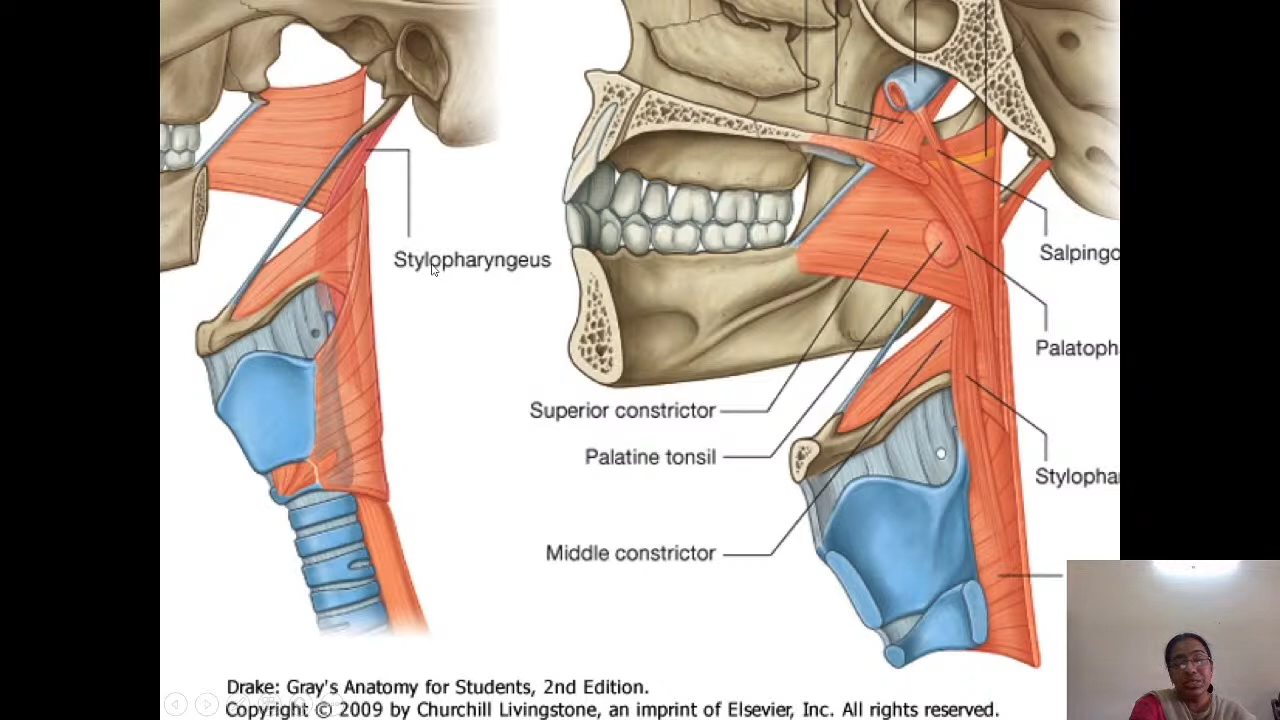 Stylopharyngeus
Salpingo
Palatoph
Superior constrictor
Palatine tonsil
Stylopha
Middle constrictor
Drake: Gray's Anatomy for Students, 2nd Edition.
Copyright © 2009 by Churchill Livingstone, an imprint of Elsevier, Inc. All rights reserved.